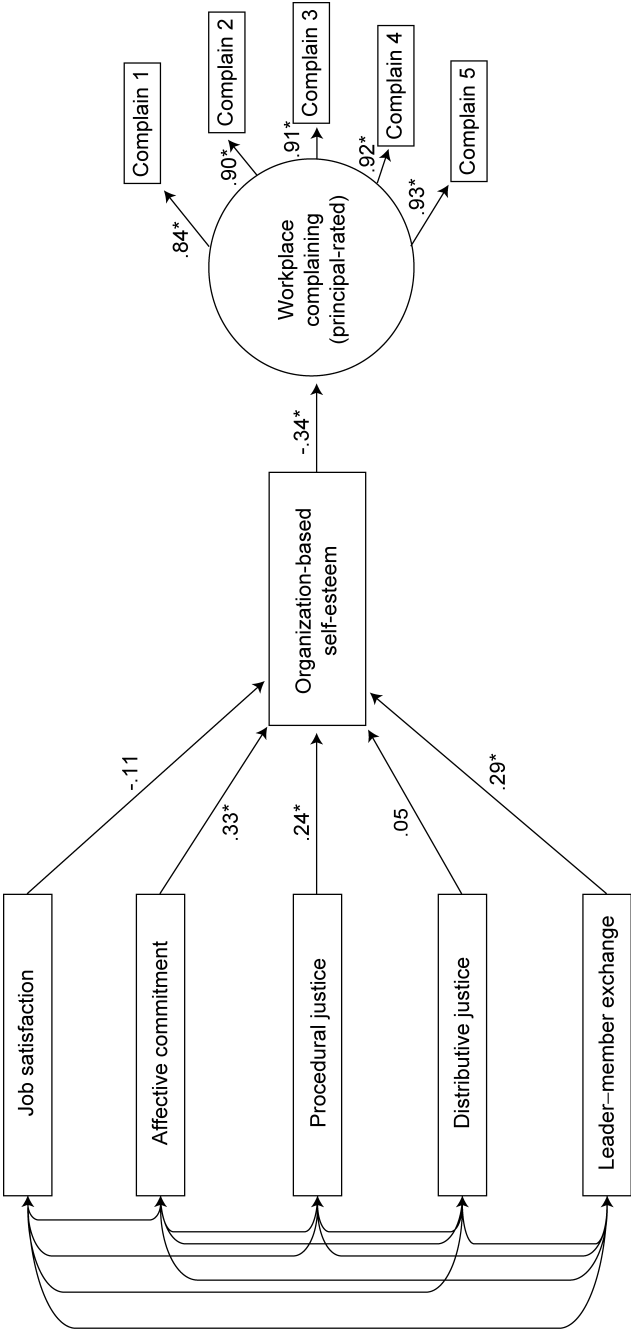 Job satisfaction
Affective commitment
Procedural justice
Distributive justice
Leader–member exchange
-.11
.33*
.24*
.05
.29*
Organization-based
self-esteem
-.34*
Workplace
complaining
(principal-rated)
.84*
.90*
.91*
.92*
.93*
Complain 1
Complain 2
Complain 3
Complain 4
Complain 5